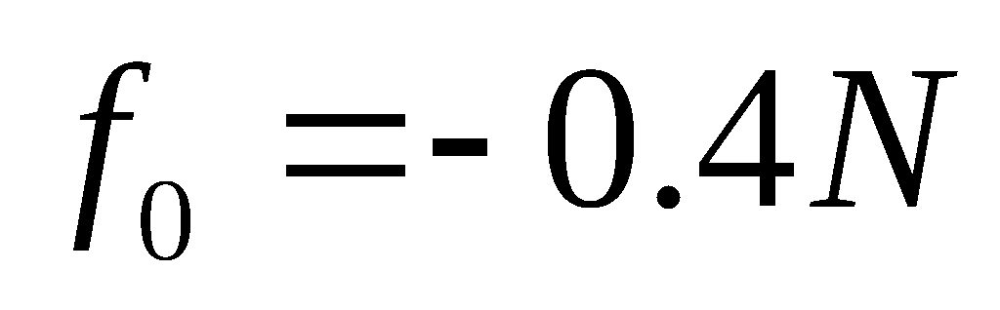 f₀ =- 0.4N